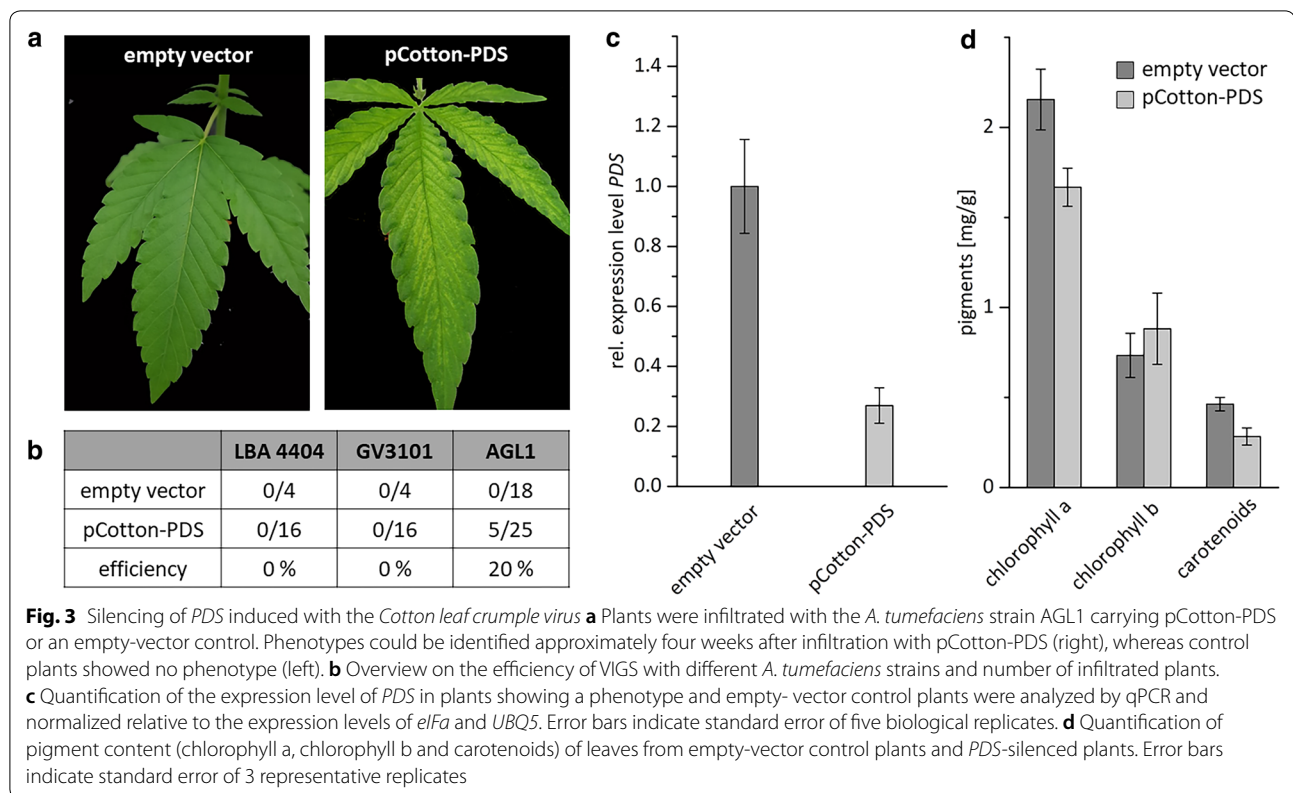 a
empty vector
pCotton-PDS
b
LBA 4404 GV3101 AGL1
empty vector 0/4 0/4 0/18
pCotton-PDS 0/16 0/16 5/25
efficiency 0 % 0 % 20 %
c
rel. expression level PDS
1.4
1.2
1.0
0.8
0.6
0.4
0.2
0.0
empty vector
pCotton-PDS
d
pigments [mg/g]
2
1
0
empty vector
pCotton-PDS
chlorophyll a
chlorophyll b
carotenoids
Fig. 3 Silencing of PDS induced with the Cotton leaf crumple virus a Plants were infiltrated with the A. tumefaciens strain AGL1 carrying pCotton-PDS
or an empty-vector control. Phenotypes could be identified approximately four weeks after infiltration with pCotton-PDS (right), whereas control
plants showed no phenotype (left). b Overview on the efficiency of VIGS with different A. tumefaciens strains and number of infiltrated plants.
c Quantification of the expression level of PDS in plants showing a phenotype and empty- vector control plants were analyzed by qPCR and
normalized relative to the expression levels of eIFa and UBQ5. Error bars indicate standard error of five biological replicates. d Quantification of
pigment content (chlorophyll a, chlorophyll b and carotenoids) of leaves from empty-vector control plants and PDS-silenced plants. Error bars
indicate standard error of 3 representative replicates